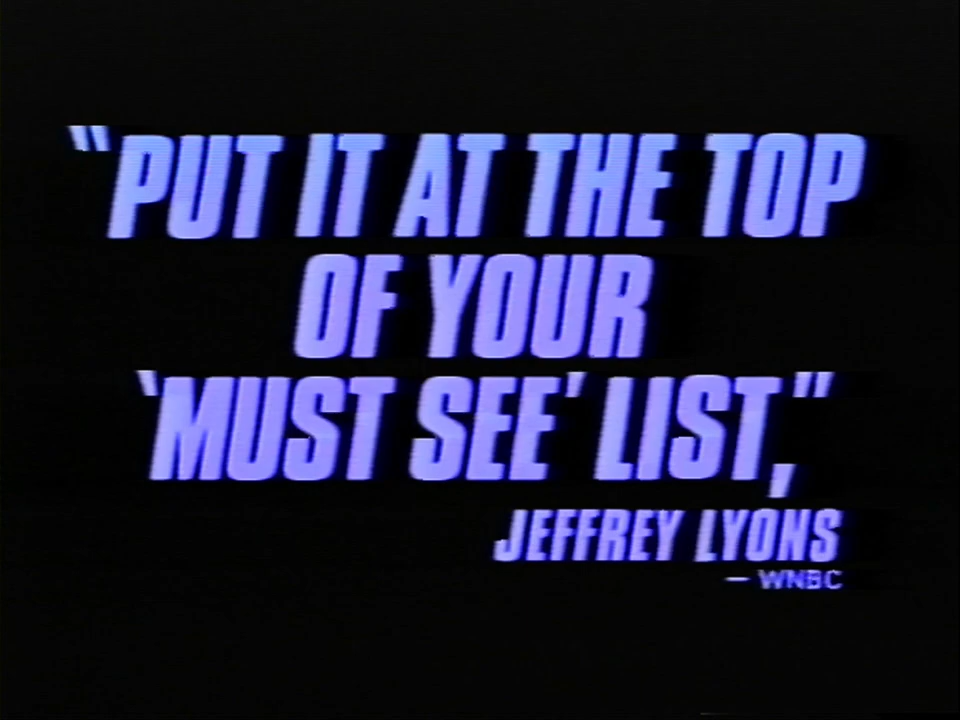 “PUT IT AT THE TOP
OF YOUR
‘MUST SEE’ LIST,”
JEFFREY LYONS
— WNBC